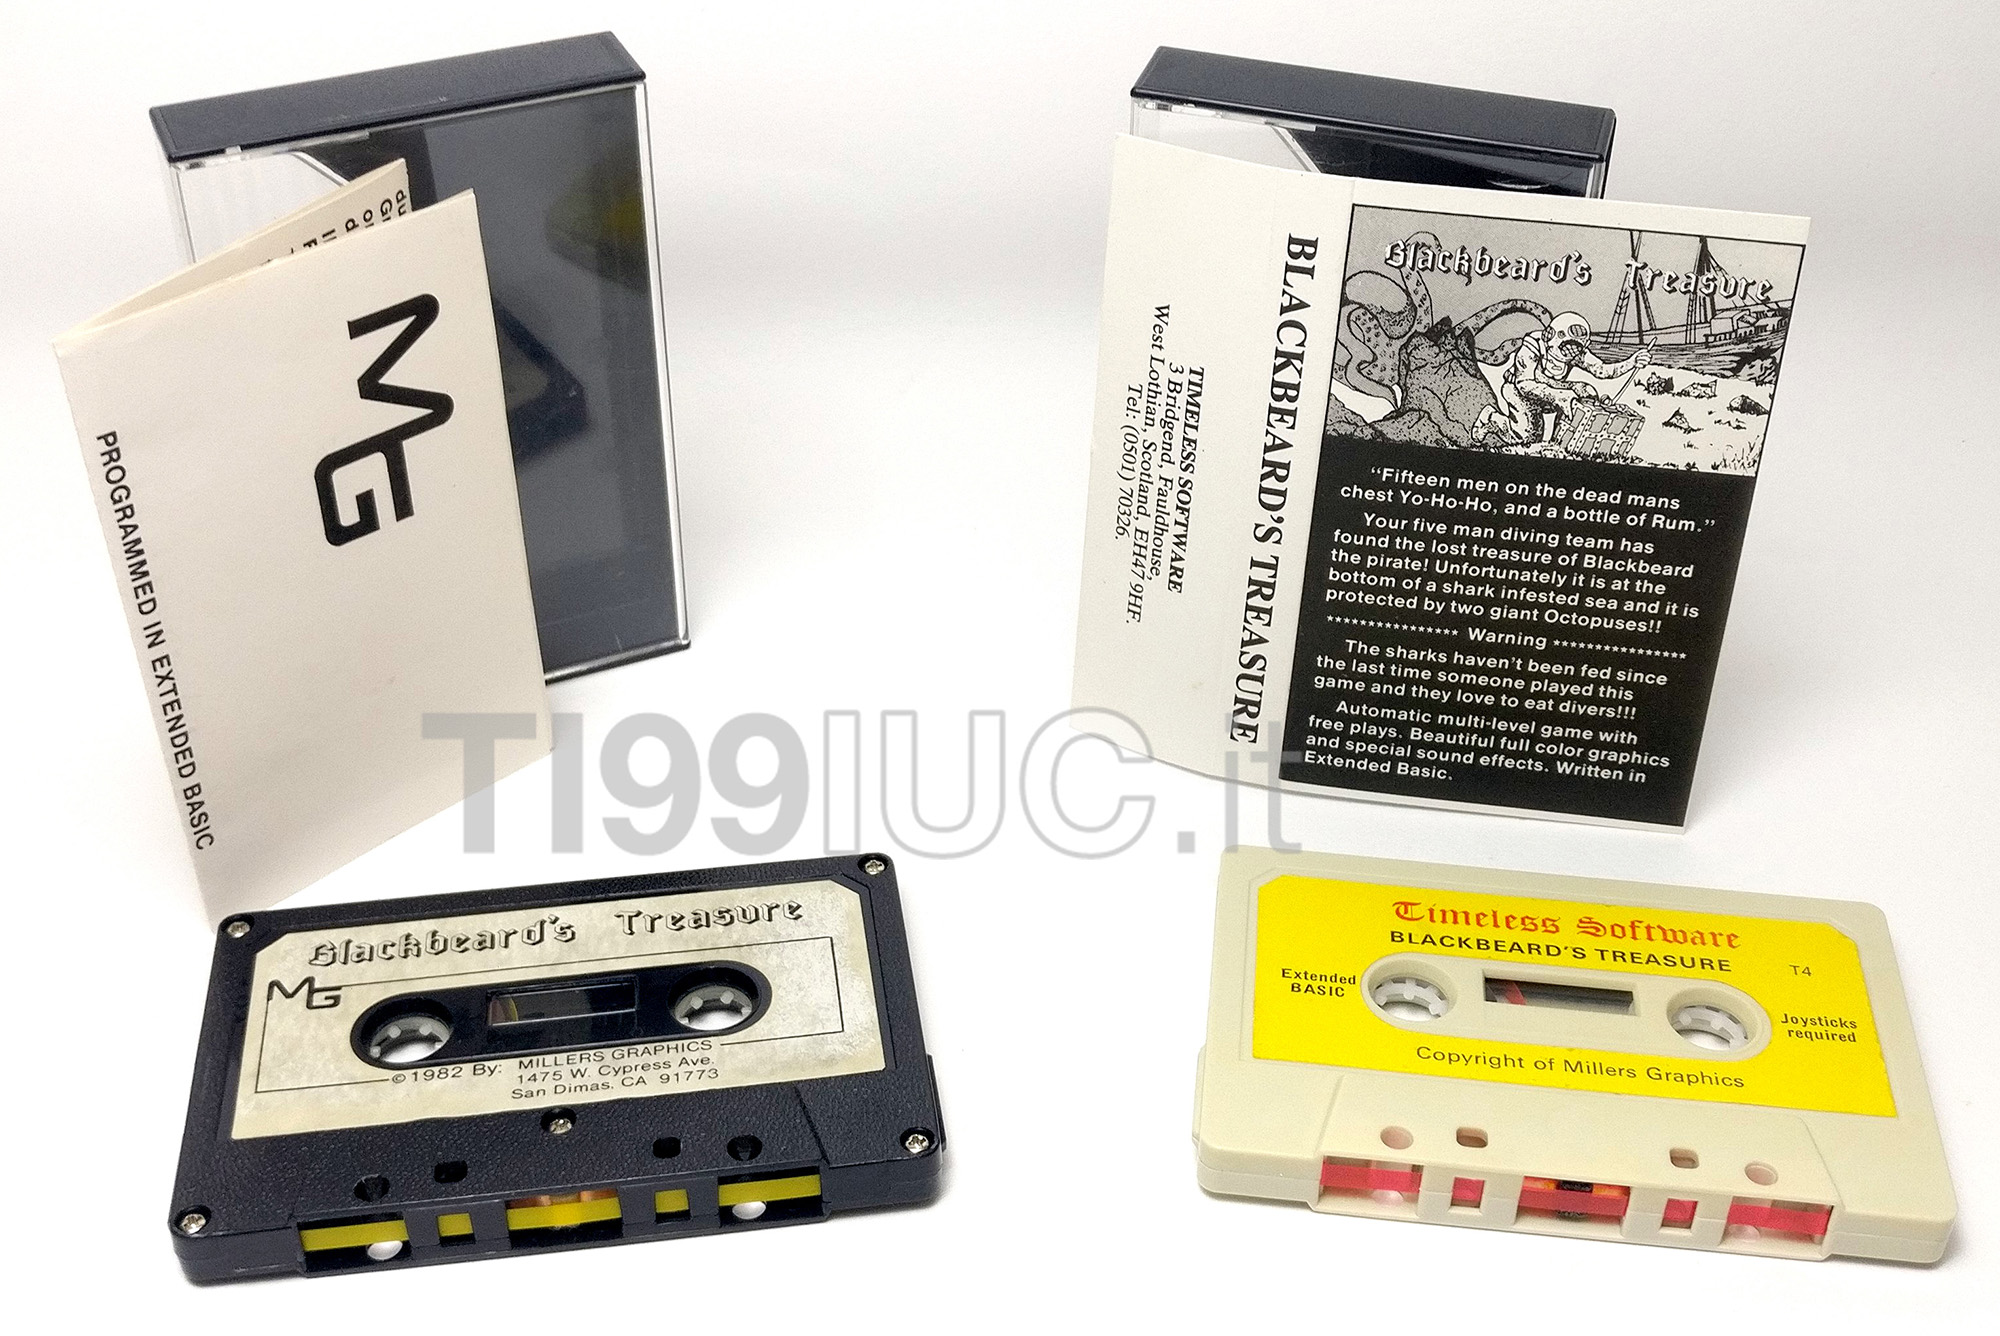 MG
PROGRAMMED IN EXTENDED BASIC
TIMELESS SOFTWARE
3 Bridgend, Fauldhouse,
West Lothian, Scotland, EH47 9HF.
Tel: (0501) 70326.
BLACKBEARD'S TREASURE
Blackbeard's Treasure
“Fifteen men on the dead mans
chest Yo-Ho-Ho, and a bottle of Rum.”
Your five man diving team has
found the lost treasure of Blackbeard
the pirate! Unfortunately it is at the
bottom of a shark infested sea and it is
protected by two giant Octopuses!!
**************** Warning ****************
The sharks haven't been fed since
the last time someone played this
game and they love to eat divers!!!
Automatic multi-level game with
free plays. Beautiful full color graphics
and special sound effects. Written in
Extended Basic.
TI99IUC.it
Blackbeard's Treasure
MG
©1982 By: MILLERS GRAPHICS
1475 W. Cypress Ave.
San Dimas. CA 91773
Timeless Software
BLACKBEARD'S TREASURE
T4
Extended
BASIC
Joysticks
required
Copyright of Millers Graphics